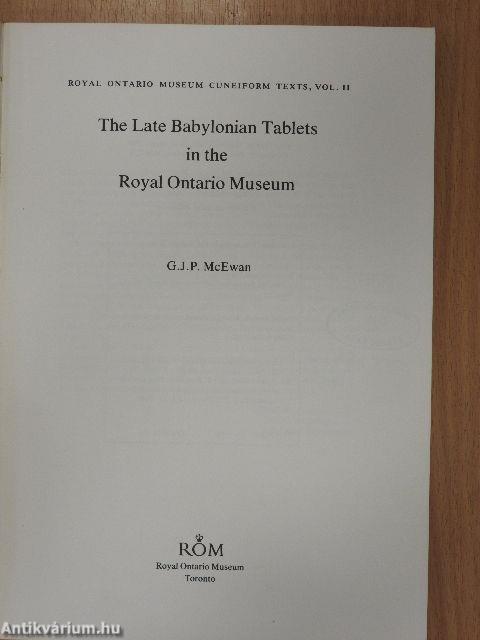 ROYAL ONTARIO MUSEUM CUNEIFORM TEXTS, VOL. II
The Late Babylonian Tablets
in the
Royal Ontario Museum
G.J.P. McEwan
ROM
Royal Ontario Museum
Toronto
Antikvárium.hu